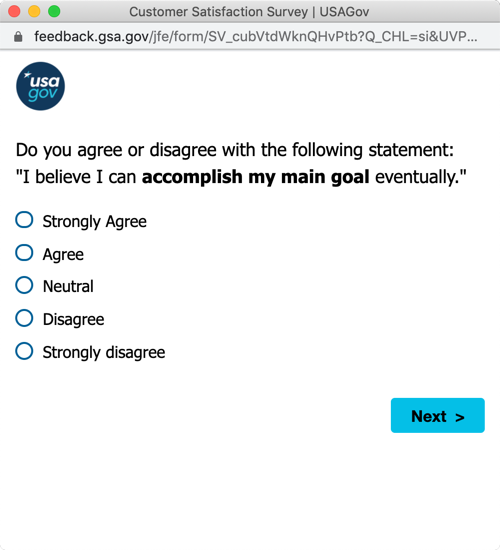 Customer Satisfaction Survey | USAGov
feedback.gsa.gov/jfe/form/SV_cubVtdWknQHvPtb?Q_CHL=si&UVP...
usa
gov
Do you agree or disagree with the following statement:
"I believe I can accomplish my main goal eventually."
Strongly Agree
Agree
Neutral
Disagree
Strongly disagree
Next >